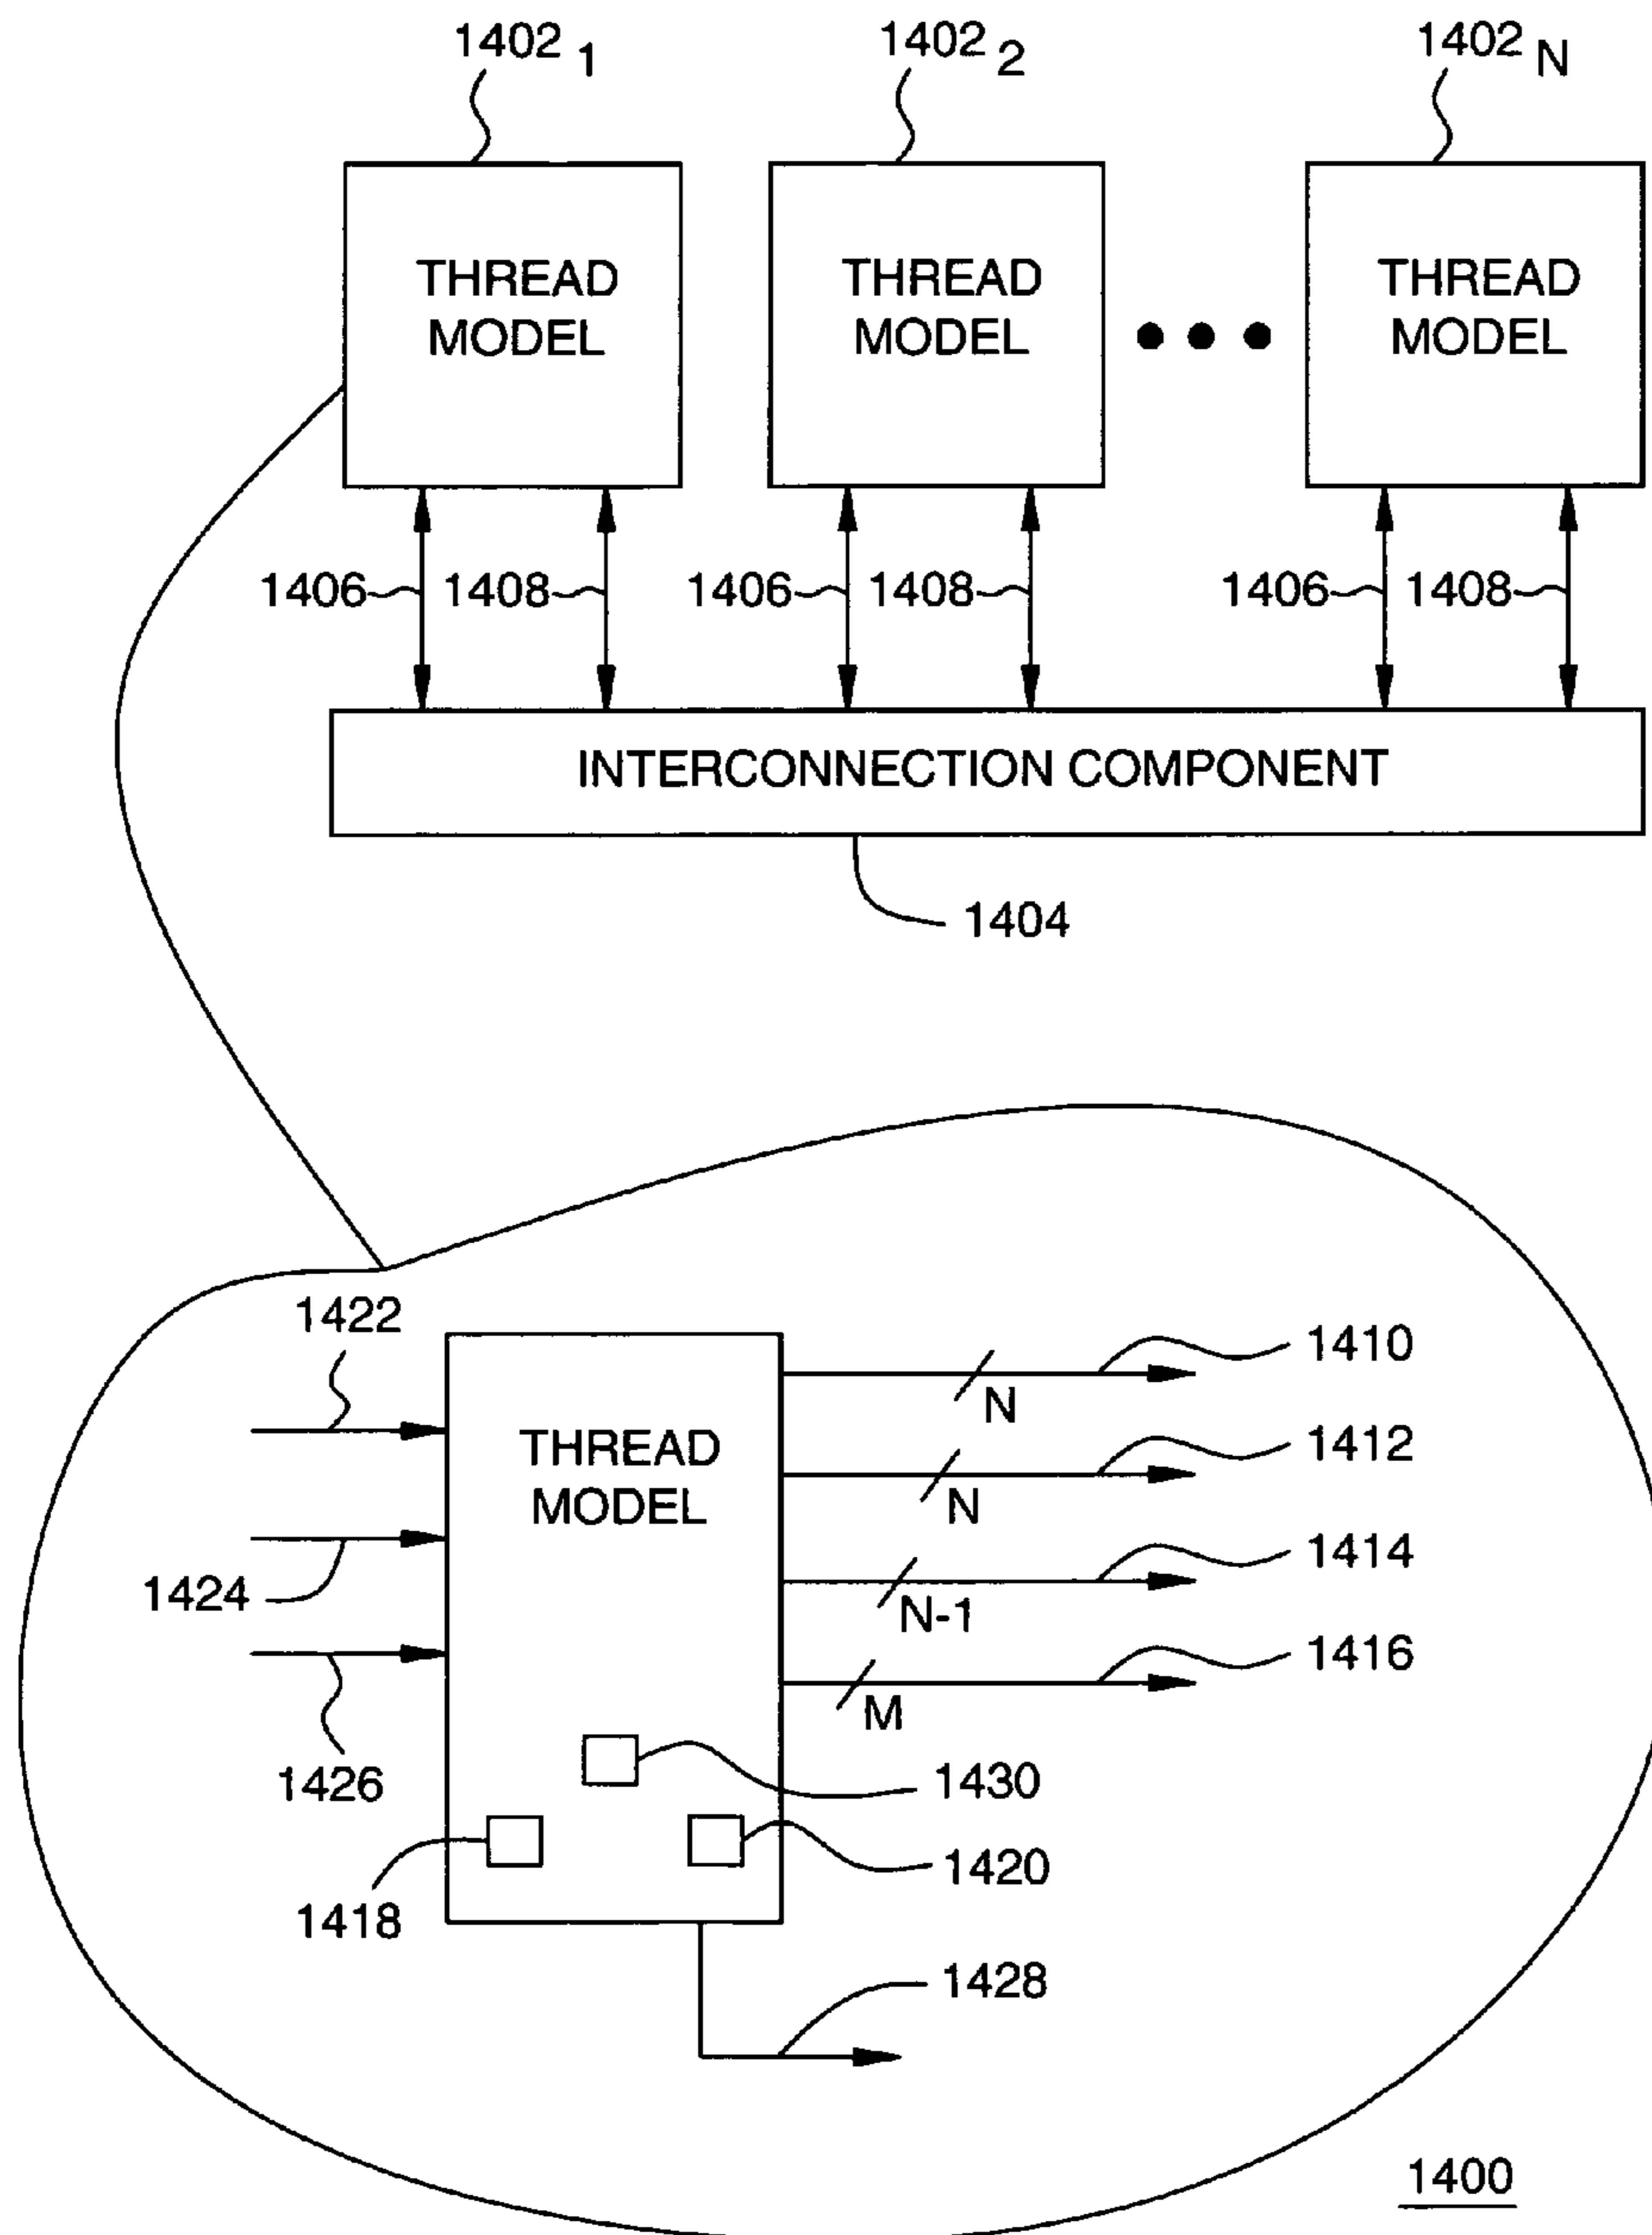 1402 1 1402 2 1402 N
THREAD THREAD THREAD
MODEL MODEL MODEL
1406 1408 1406 1408 1406 1408
INTERCONNECTION COMPONENT
1404
1422
1410
N
THREAD
MODEL
1412
N
1424
1414
N-1
1416
M
1426
1430
1420
1418
1428
1400